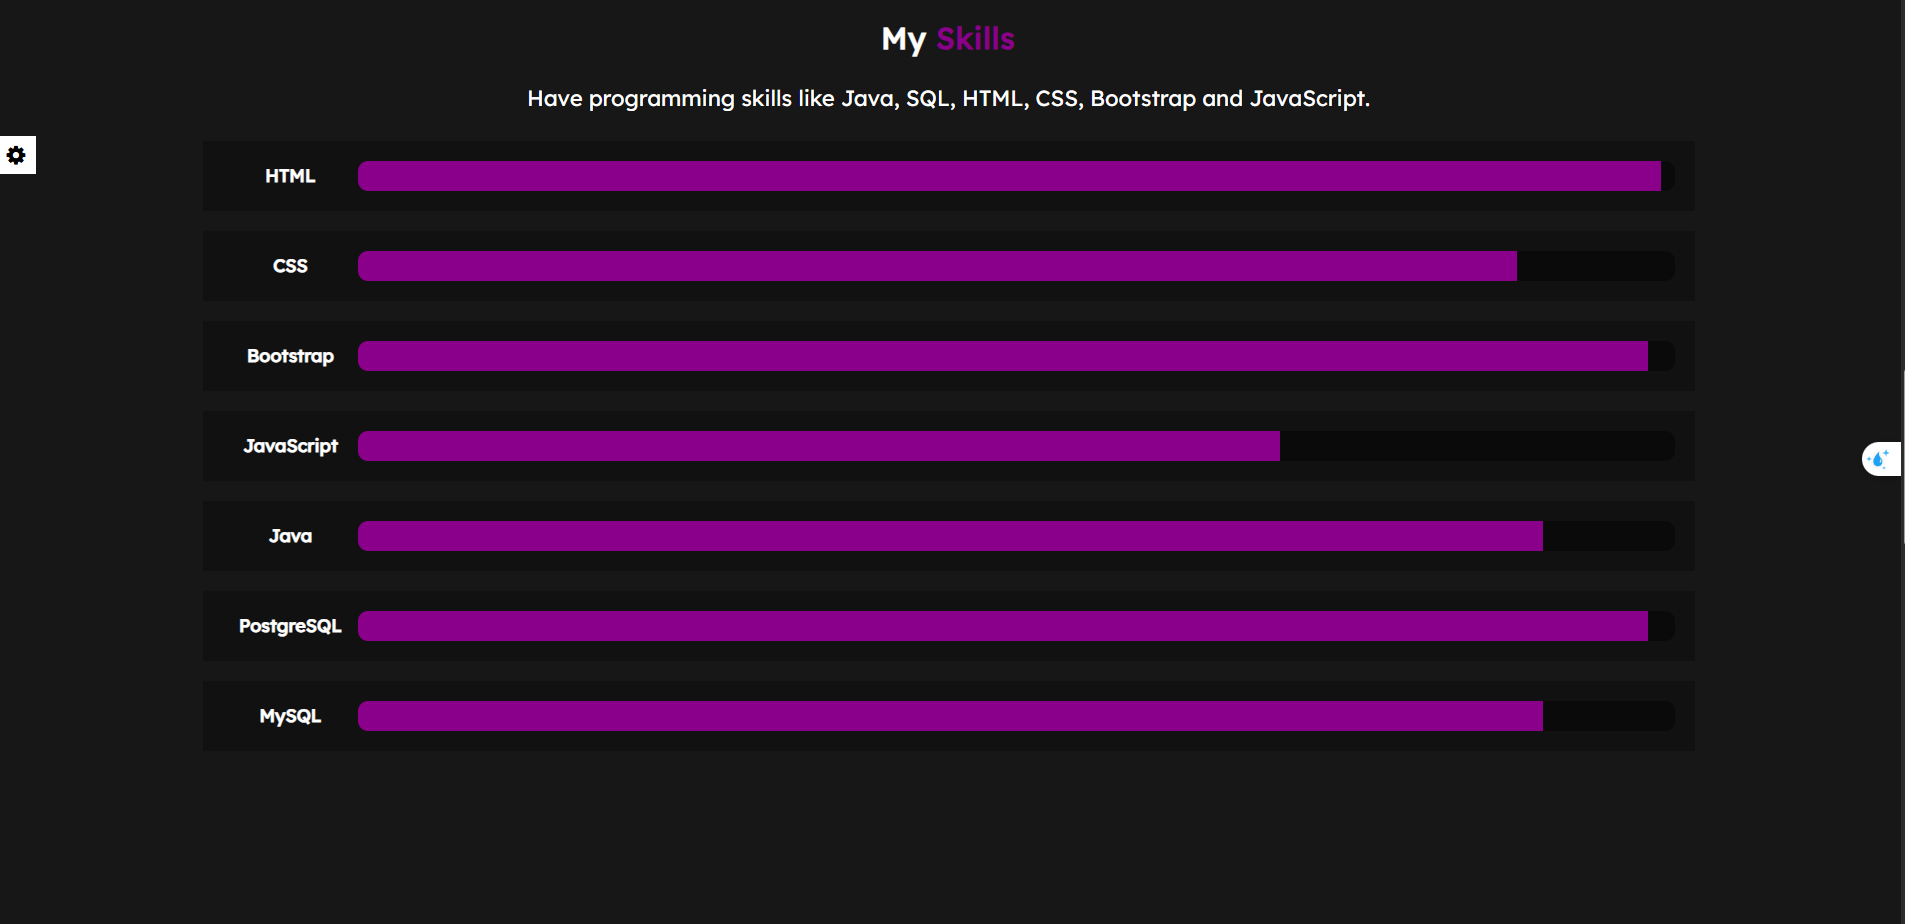 My Skills
Have programming skills like Java, SQL, HTML, CSS, Bootstrap and JavaScript.
HTML
CSS
Bootstrap
JavaScript
Java
PostgreSQL
MySQL